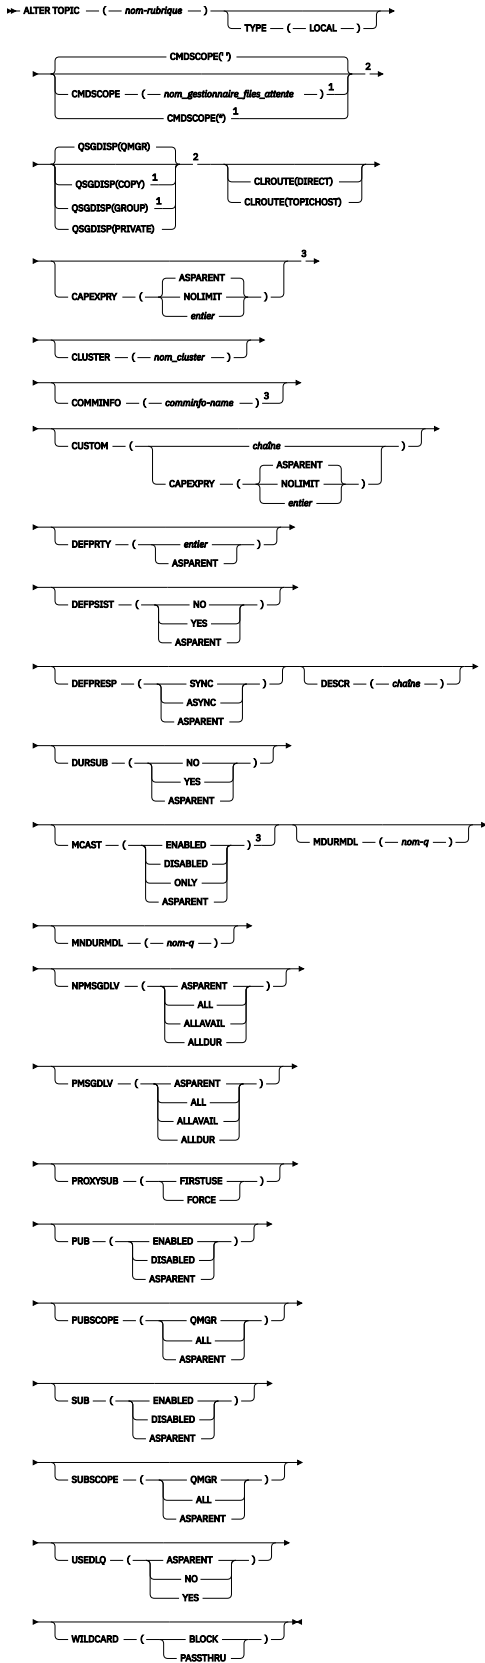 ALTER TOPIC ( nom-rubrique )
TYPE ( LOCAL )
CMDSCOPE(' ')
2
CMDSCOPE ( nom_gestionnaire_files_attente ) 1
CMDSCOPE(*) 1
QSGDISP(QMGR)
2
QSGDISP(COPY) 1
QSGDISP(GROUP) 1
QSGDISP(PRIVATE)
CLROUTE(DIRECT)
CLROUTE(TOPICHOST)
3
CAPEXPRY ( ASPARENT
NOLIMIT )
entier
CLUSTER ( nom_cluster )
COMMINFO ( comminfo-name ) 3
CUSTOM ( chaîne )
CAPEXPRY ( ASPARENT
NOLIMIT )
entier
DEFPRTY ( entier )
ASPARENT
DEFPSIST ( NO )
YES
ASPARENT
DEFPRESP ( SYNC )
ASYNC
ASPARENT
DESCR ( chaîne )
DURSUB ( NO )
YES
ASPARENT
MCAST ( ENABLED ) 3
DISABLED
ONLY
ASPARENT
MDURMDL ( nom-q )
MNDURMDL ( nom-q )
NPMSGDLV ( ASPARENT )
ALL
ALLAVAIL
ALLDUR
PMSGDLV ( ASPARENT )
ALL
ALLAVAIL
ALLDUR
PROXYSUB ( FIRSTUSE )
FORCE
PUB ( ENABLED )
DISABLED
ASPARENT
PUBSCOPE ( QMGR )
ALL
ASPARENT
SUB ( ENABLED )
DISABLED
ASPARENT
SUBSCOPE ( QMGR )
ALL
ASPARENT
USEDLQ ( ASPARENT )
NO
YES
WILDCARD ( BLOCK )
PASSTHRU